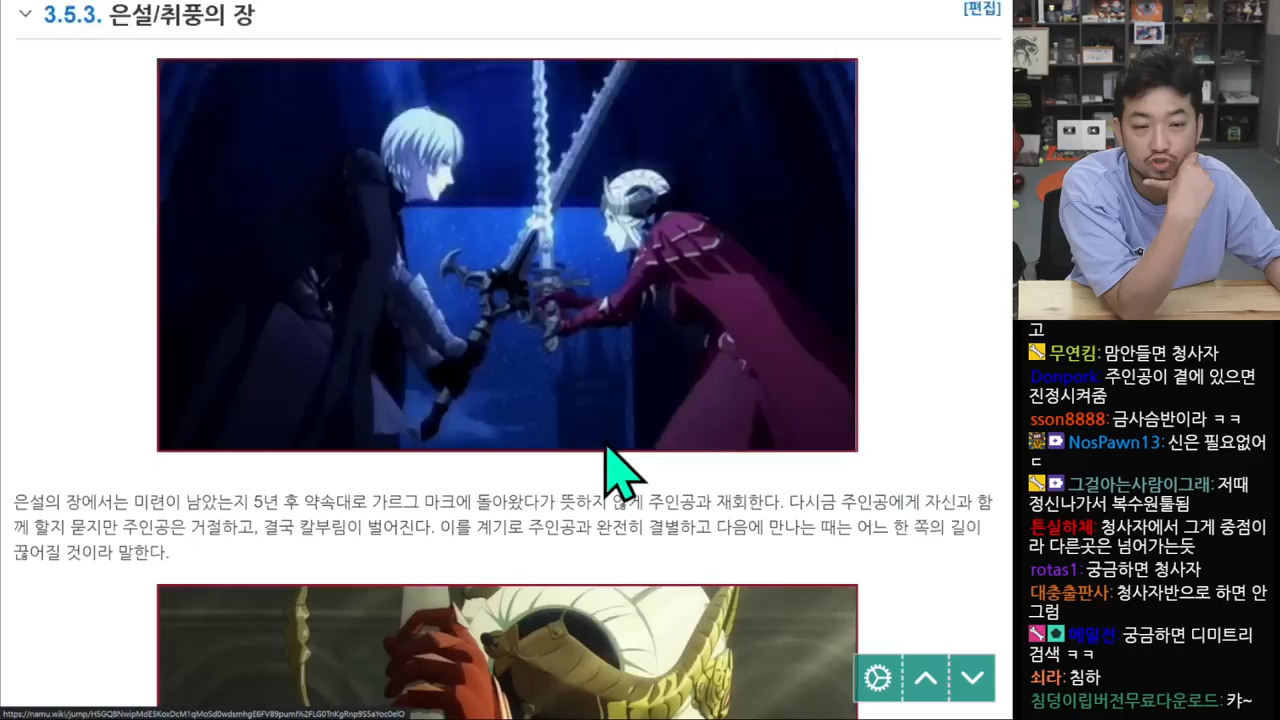 3.5.3. 은설/취풍의 장
[편집]
은설의 장에서는 미련이 남았는지 5년 후 약속대로 가르그 마크에 돌아왔다가 뜻하지 않게 주인공과 재회한다. 다시금 주인공에게 자신과 함
께 할지 묻지만 주인공은 거절하고, 결국 칼부림이 벌어진다. 이를 계기로 주인공과 완전히 결별하고 다음에 만나는 때는 어느 한 쪽의 길이
끊어질 것이라 말한다.
고
무연킴: 맘안들면 청사자
Donpork: 주인공이 곁에 있으면
진정시켜줌
sson8888: 금사슴반이라 ㅋㅋ
NosPawn13: 신은 필요없어
ㄷ
그걸아는사람이그래: 저때
정신나가서 복수원툴됨
튼실하체: 청사자에서 그게 중점이
라 다른곳은 넘어가는듯
rotas1: 궁금하면 청사자
대충출판사: 청사자반으로 하면 안
그럼
메밀전: 궁금하면 디미트리
검색 ㅋㅋ
쇠라: 침하
침덩이립버전무료다운로드: 캬~